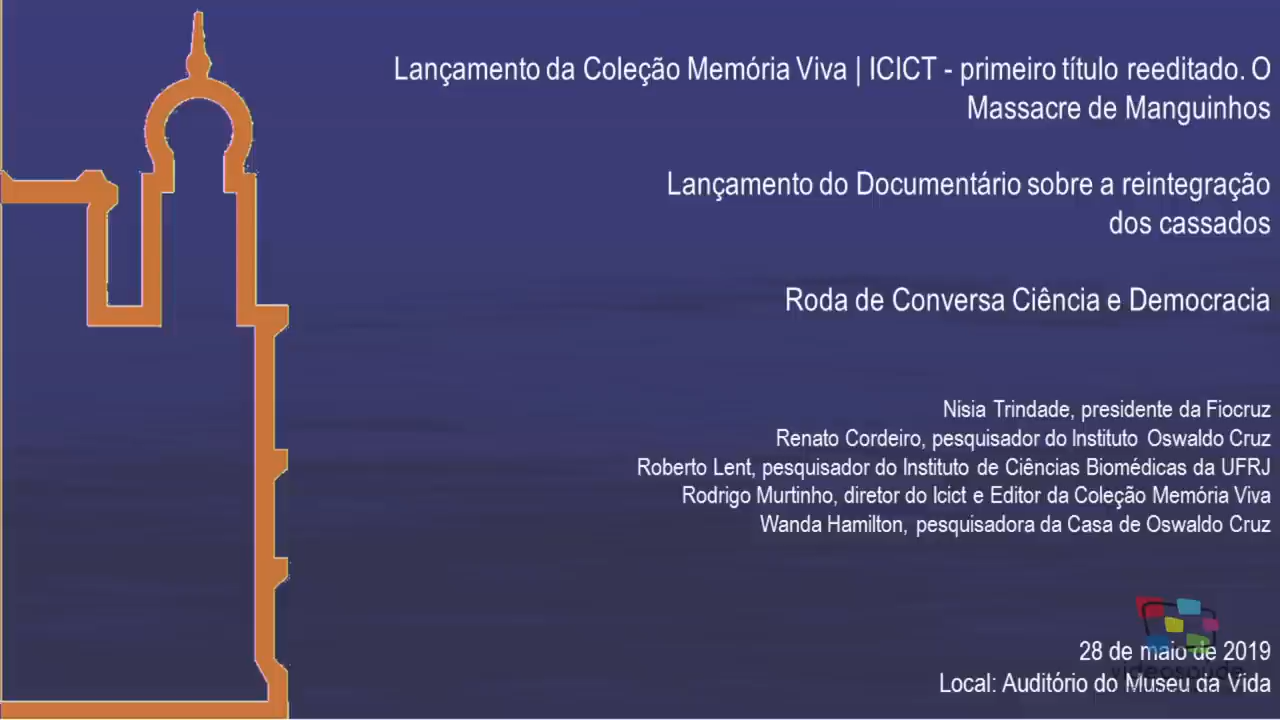 Lançamento da Coleção Memória Viva | ICICT - primeiro título reeditado. O
Massacre de Manguinhos
Lançamento do Documentário sobre a reintegração
dos cassados
Roda de Conversa Ciência e Democracia
Nisia Trindade, presidente da Fiocruz
Renato Cordeiro, pesquisador do Instituto Oswaldo Cruz
Roberto Lent, pesquisador do Instituto de Ciências Biomédicas da UFRJ
Rodrigo Murtinho, diretor do Icict e Editor da Coleção Memória Viva
Wanda Hamilton, pesquisadora da Casa de Oswaldo Cruz
28 de maio de 2019
videosaúde
Local: Auditório do Museu da Vida